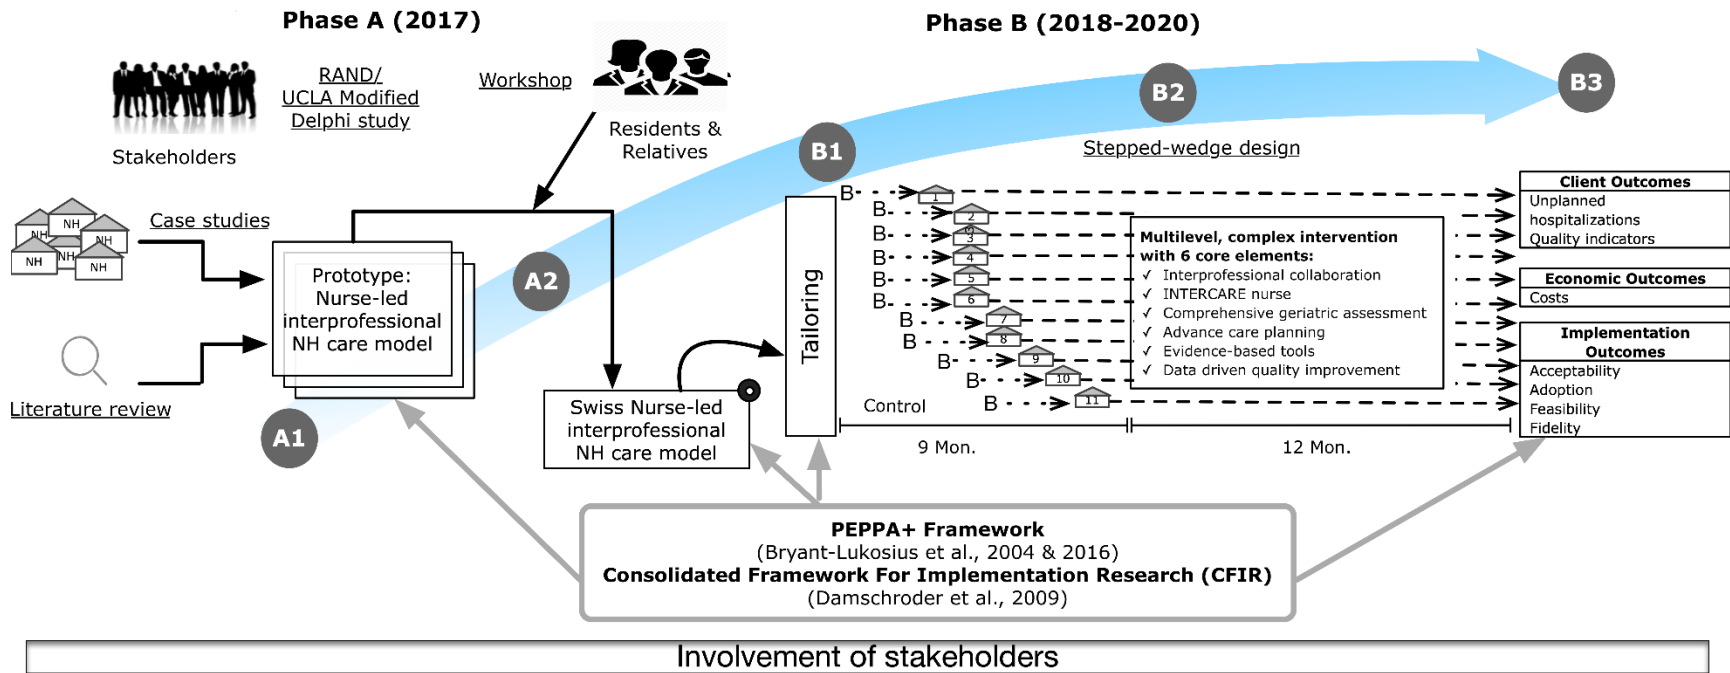 Phase A (2017)
Phase B (2018-2020)
RAND/
UCLA Modified
Delphi study
Workshop
Stakeholders
Residents &
Relatives
Case studies
NH
NH
NH
NH
NH
NH
Literature review
Prototype:
Nurse-led
interprofessional
NH care model
A1
A2
B1
B2
B3
Swiss Nurse-led
interprofessional
NH care model
Tailoring
Stepped-wedge design
B 1
B 2
B 3
B 4
B 5
B 6
B 7
B 8
B 9
B 10
B 11
Control
9 Mon.
12 Mon.
Multilevel, complex intervention
with 6 core elements:
✓ Interprofessional collaboration
✓ INTERCARE nurse
✓ Comprehensive geriatric assessment
✓ Advance care planning
✓ Evidence-based tools
✓ Data driven quality improvement
Client Outcomes
Unplanned
hospitalizations
Quality indicators
Economic Outcomes
Costs
Implementation
Outcomes
Acceptability
Adoption
Feasibility
Fidelity
PEPPA+ Framework
(Bryant-Lukosius et al., 2004 & 2016)
Consolidated Framework For Implementation Research (CFIR)
(Damschroder et al., 2009)
Involvement of stakeholders